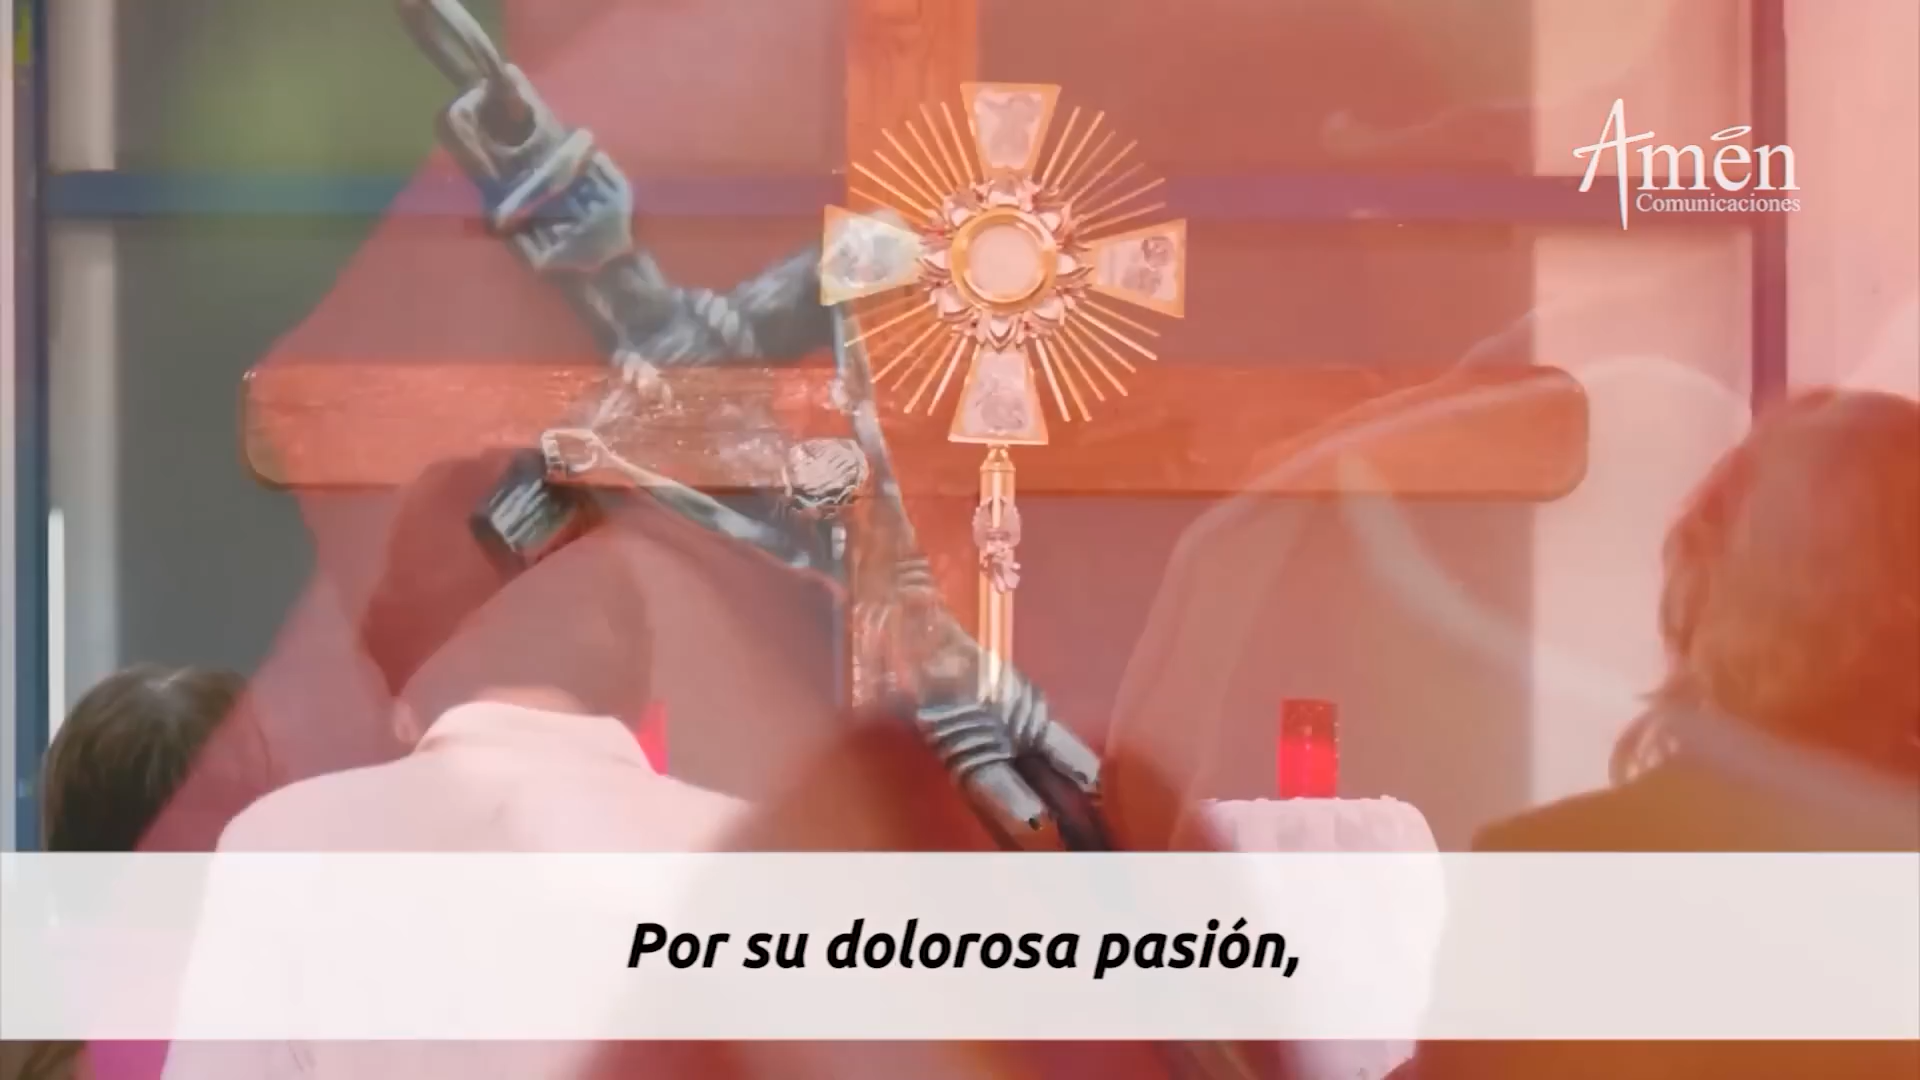 Amén
Comunicaciones
Por su dolorosa pasión,